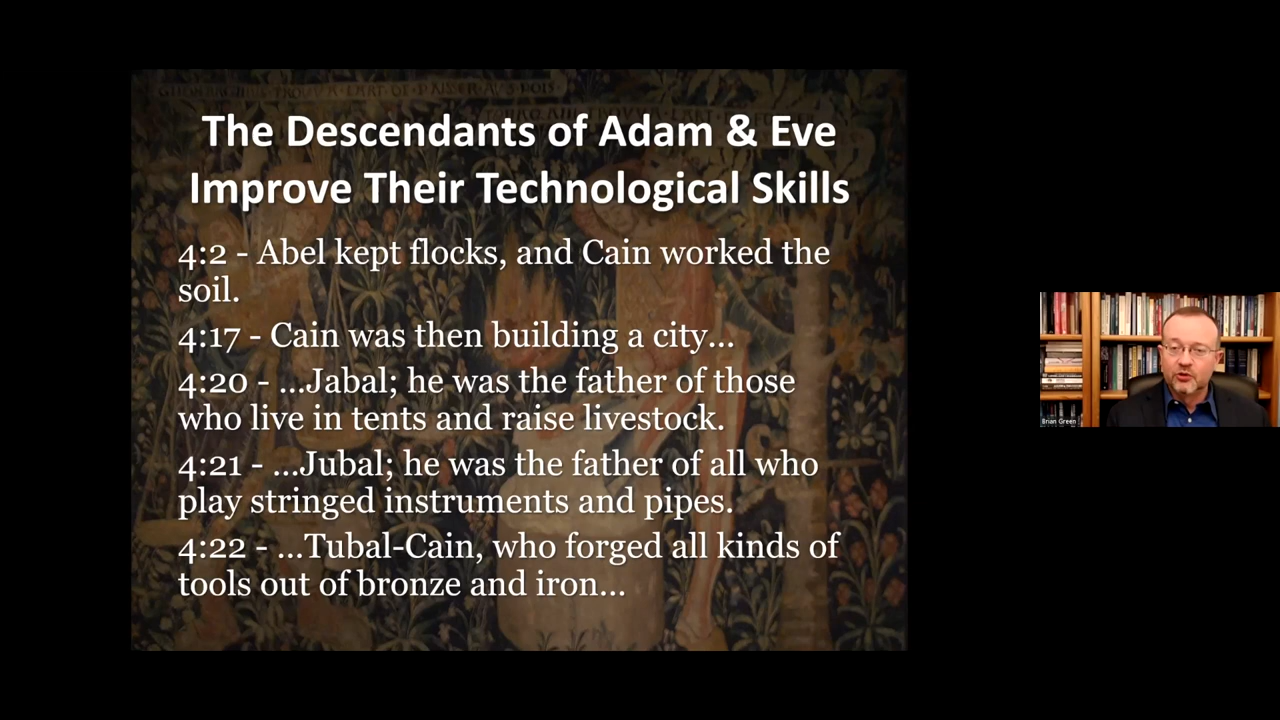 The Descendants of Adam & Eve
Improve Their Technological Skills
4:2 - Abel kept flocks, and Cain worked the
soil.
4:17 - Cain was then building a city...
4:20 - ...Jabal; he was the father of those
who live in tents and raise livestock.
4:21 - ...Jubal; he was the father of all who
play stringed instruments and pipes.
4:22 - ...Tubal-Cain, who forged all kinds of
tools out of bronze and iron...
Brian Green